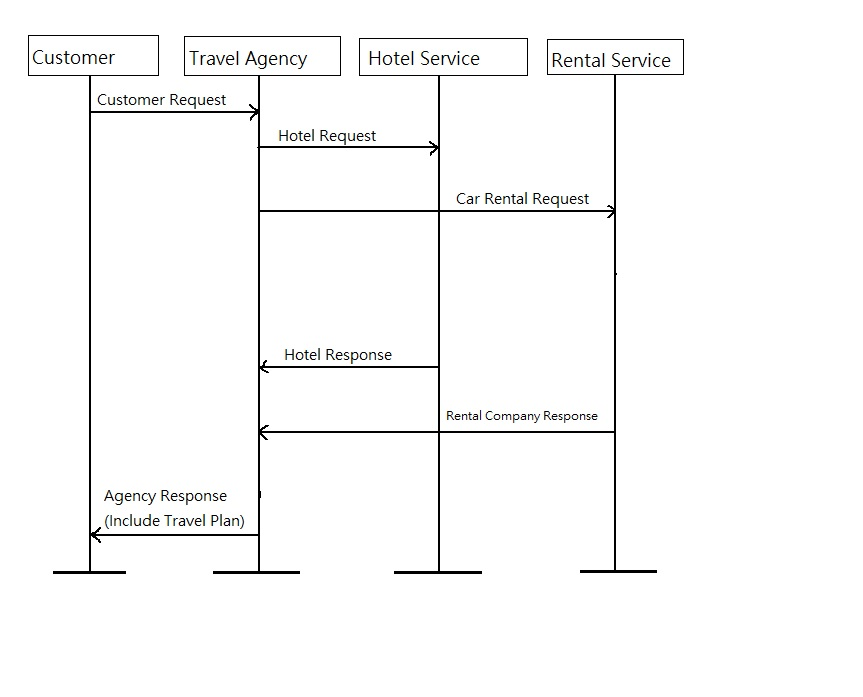 Customer
Travel Agency
Hotel Service
Rental Service
Customer Request
Hotel Request
Car Rental Request
Hotel Response
Rental Company Response
Agency Response
(Include Travel Plan)